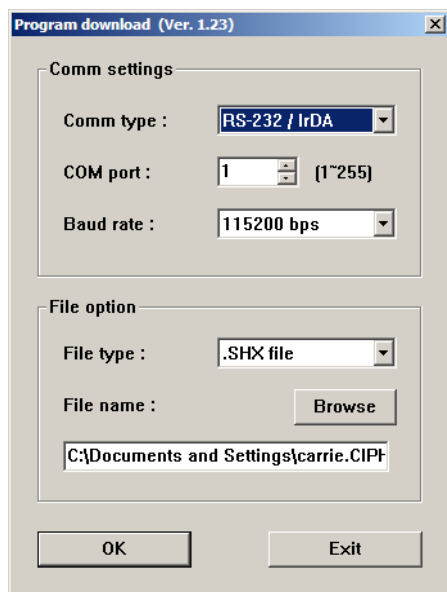 Program download (Ver. 1.23)
Comm settings
Comm type : RS-232 / IrDA
COM port : 1 (1~255)
Baud rate : 115200 bps
File option
File type : .SHX file
File name : Browse
C:\Documents and Settings\carrie.CIPH
OK Exit